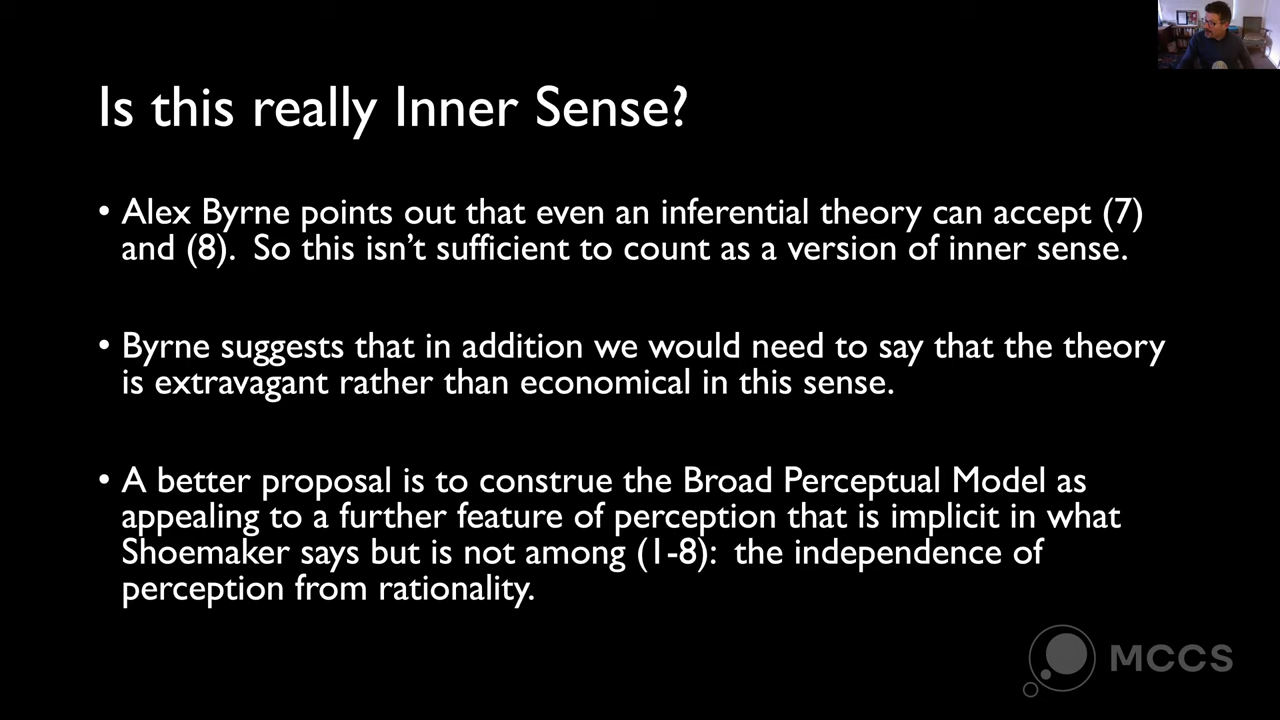 Is this really Inner Sense?
• Alex Byrne points out that even an inferential theory can accept (7)
and (8).  So this isn’t sufficient to count as a version of inner sense.
• Byrne suggests that in addition we would need to say that the theory
is extravagant rather than economical in this sense.
• A better proposal is to construe the Broad Perceptual Model as
appealing to a further feature of perception that is implicit in what
Shoemaker says but is not among (1-8):  the independence of
perception from rationality.
MCCS